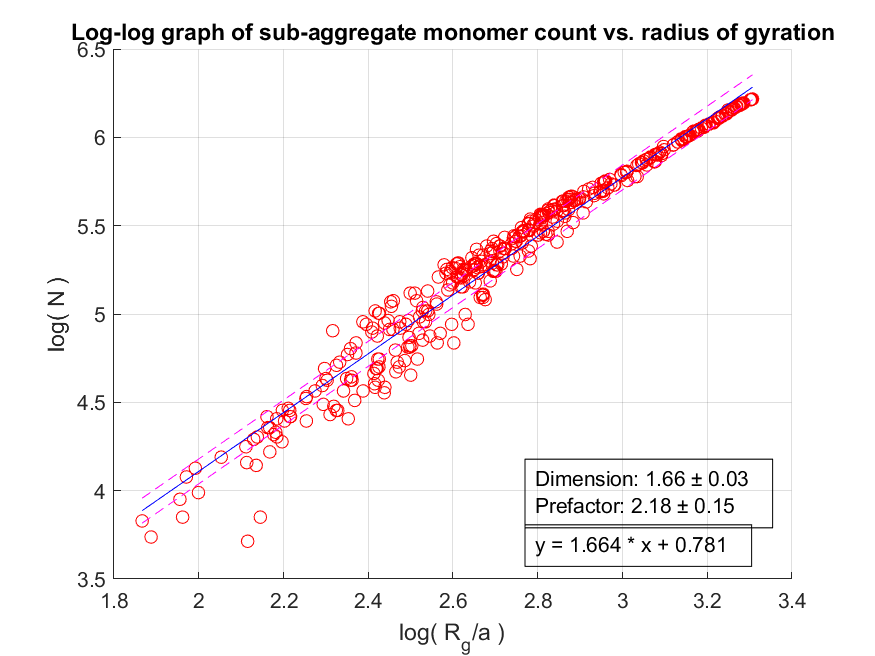 Log-log graph of sub-aggregate monomer count vs. radius of gyration
6.5
6
5.5
5
4.5
4
3.5
log( N )
Dimension: 1.66 ± 0.03
Prefactor: 2.18 ± 0.15
y = 1.664 * x + 0.781
1.8 2 2.2 2.4 2.6 2.8 3 3.2 3.4
log( R_g/a )